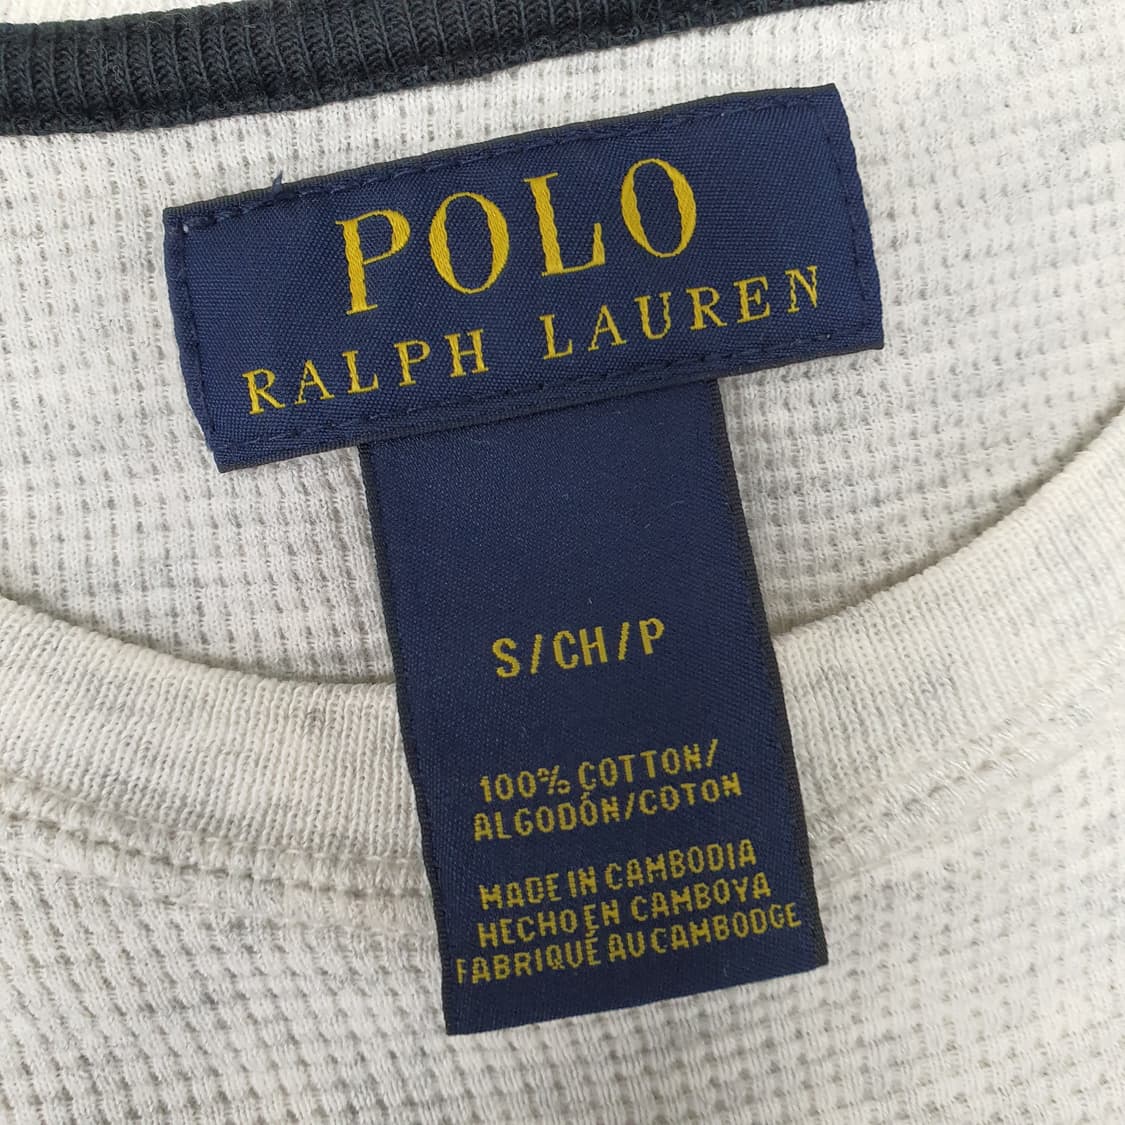 POLO
RALPH LAUREN
S/CH/P
100% COTTON/
ALGODÓN/COTON
MADE IN CAMBODIA
HECHO EN CAMBOYA
FABRIQUÉ AU CAMBODGE